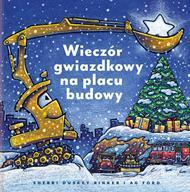 Wieczór
gwiazdkowy
na placu
budowy
SHERRI DUSKEY RINKER I AG FORD